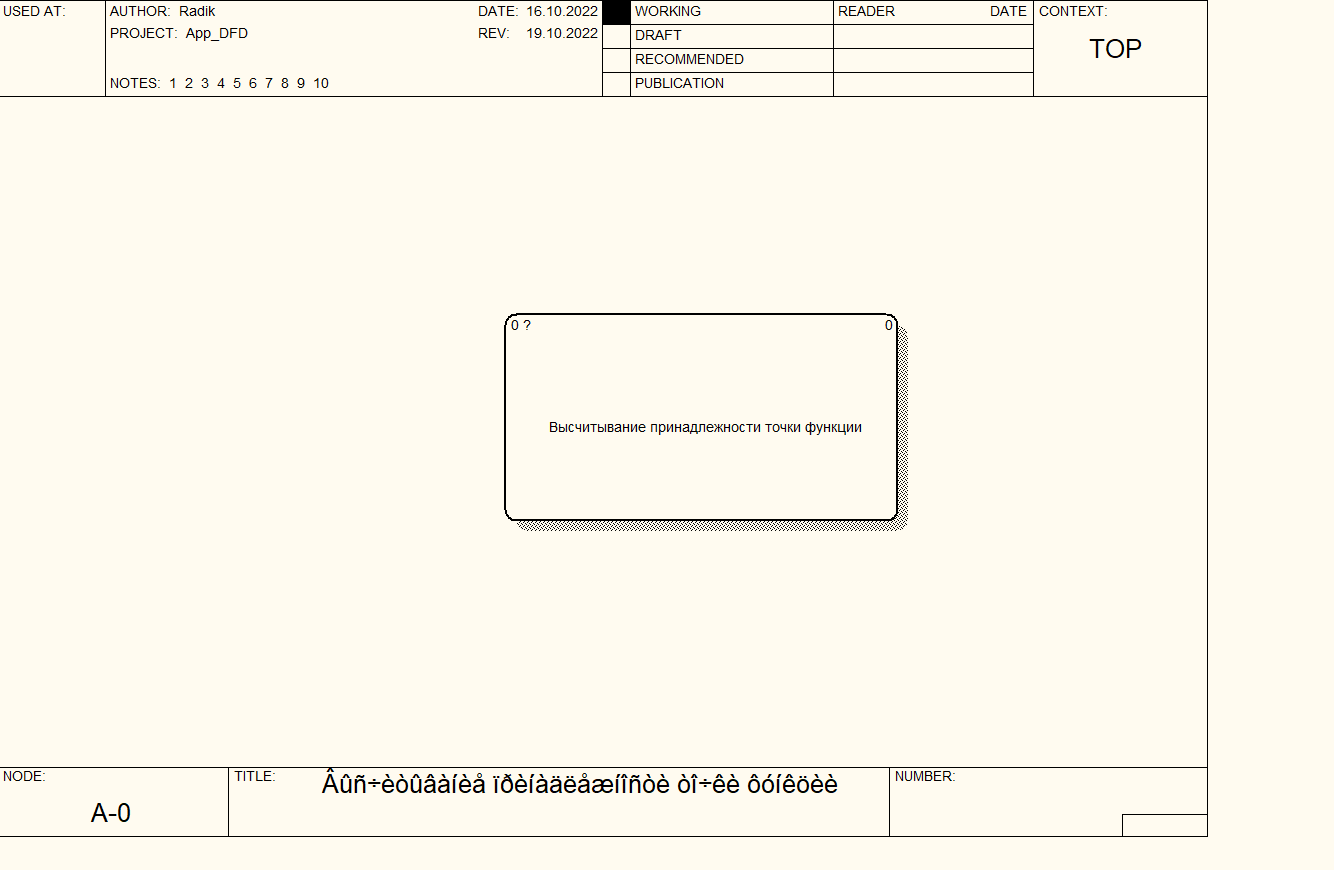 USED AT:
AUTHOR: Radik
DATE: 16.10.2022
PROJECT: App_DFD
REV: 19.10.2022
NOTES: 1 2 3 4 5 6 7 8 9 10
WORKING
DRAFT
RECOMMENDED
PUBLICATION
READER
DATE
CONTEXT:
TOP
0 ?
0
Высчитывание принадлежности точки функции
NODE:
A-0
TITLE:
Âûñ÷èòûâàíèå ïðèíàäëåæíîñòè òî÷êè ôóíêöèè
NUMBER: